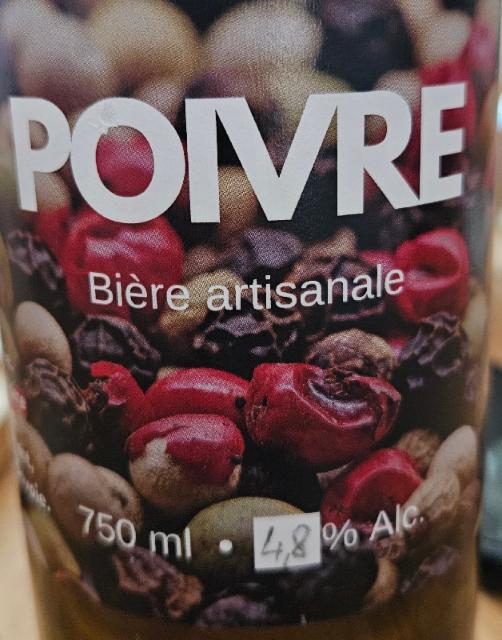 POIVRE
Bière artisanale
750 ml • 4,8 % Alc.